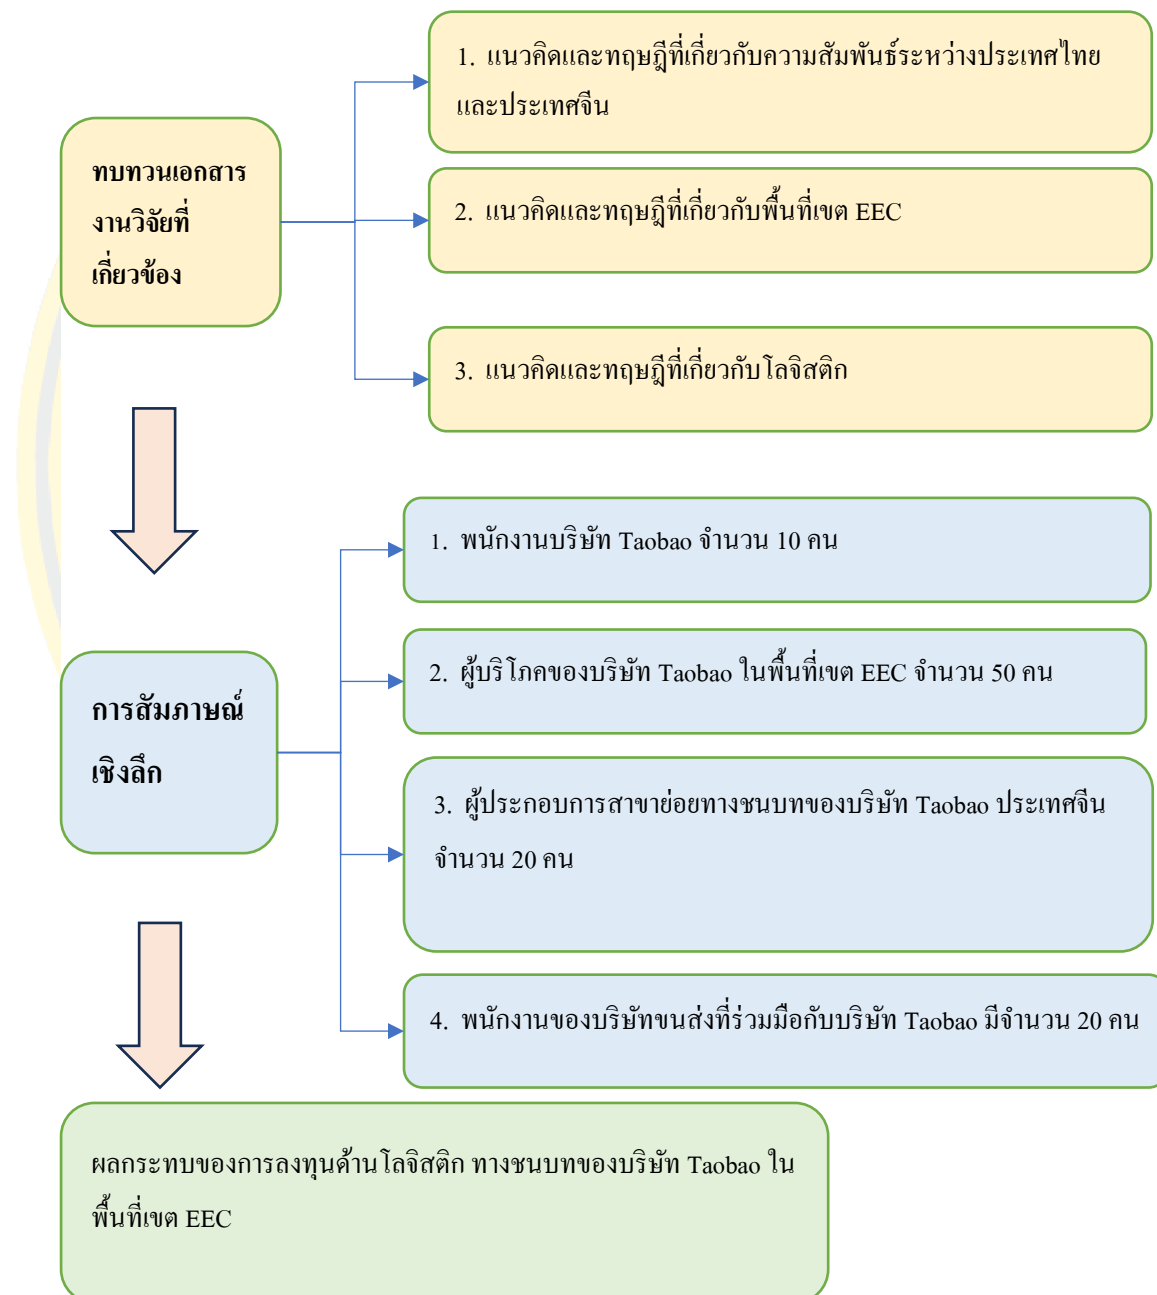 1. แนวคิดและทฤษฎีที่เกี่ยวกับความสัมพันธ์ระหว่างประเทศไทย
และประเทศจีน
ทบทวนเอกสาร
งานวิจัยที่
เกี่ยวข้อง
2. แนวคิดและทฤษฎีที่เกี่ยวกับพื้นที่เขต EEC
3. แนวคิดและทฤษฎีที่เกี่ยวกับโลจิสติก
1. พนักงานบริษัท Taobao จำนวน 10 คน
2. ผู้บริโภคของบริษัท Taobao ในพื้นที่เขต EEC จำนวน 50 คน
การสัมภาษณ์
เชิงลึก
3. ผู้ประกอบการสาขาย่อยทางชนบทของบริษัท Taobao ประเทศจีน
จำนวน 20 คน
4. พนักงานของบริษัทขนส่งที่ร่วมมือกับบริษัท Taobao มีจำนวน 20 คน
ผลกระทบของการลงทุนด้านโลจิสติก ทางชนบทของบริษัท Taobao ใน
พื้นที่เขต EEC